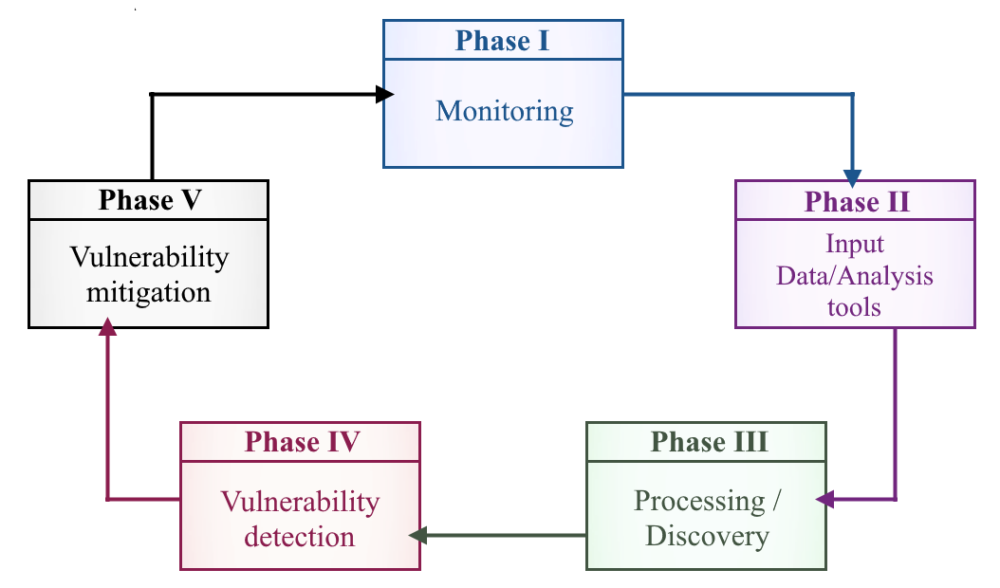 Phase I
Monitoring
Phase II
Input
Data/Analysis
tools
Phase III
Processing /
Discovery
Phase IV
Vulnerability
detection
Phase V
Vulnerability
mitigation